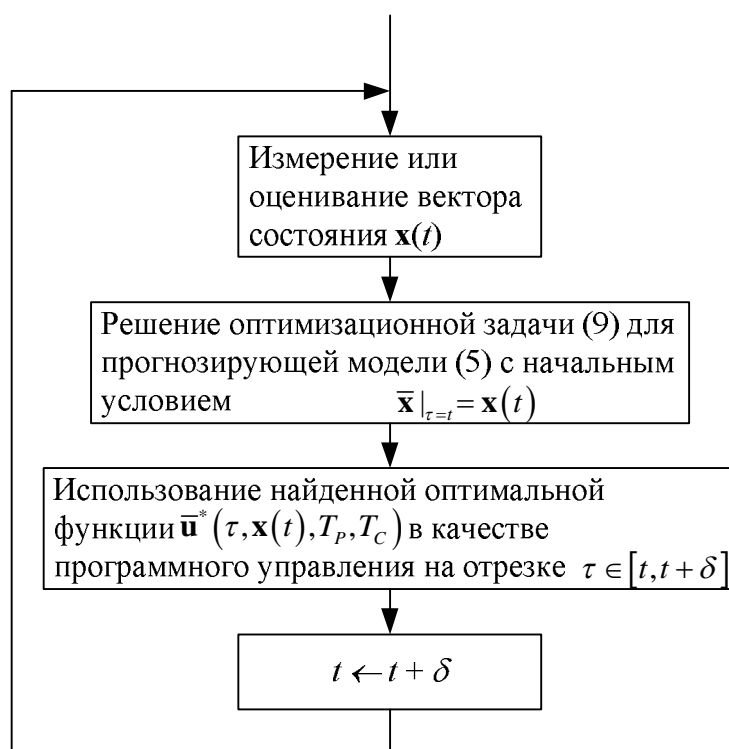 Измерение или
оценивание вектора
состояния x(t)
Решение оптимизационной задачи (9) для
прогнозирующей модели (5) с начальным
условием x̄|τ=t = x(t)
Использование найденной оптимальной
функции ū*(τ, x(t), T_P, T_C) в качестве
программного управления на отрезке τ ∈ [t, t + δ]
t ← t + δ